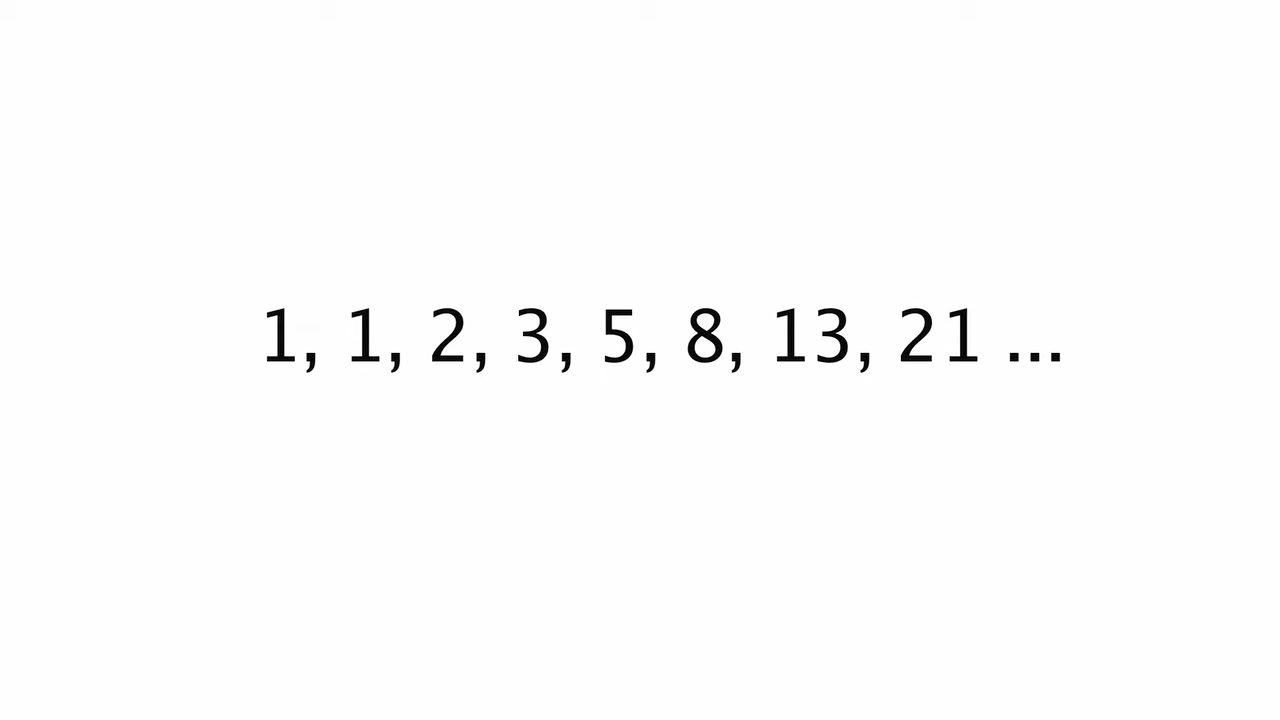 1, 1, 2, 3, 5, 8, 13, 21 ...